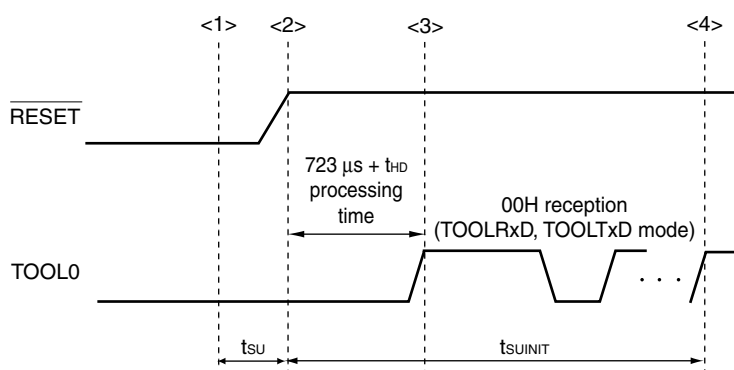 <1> <2> <3> <4>
RESET
723 µs + tHD
processing
time
00H reception
(TOOLRxD, TOOLTxD mode)
TOOL0
. . .
tSU tSUINIT